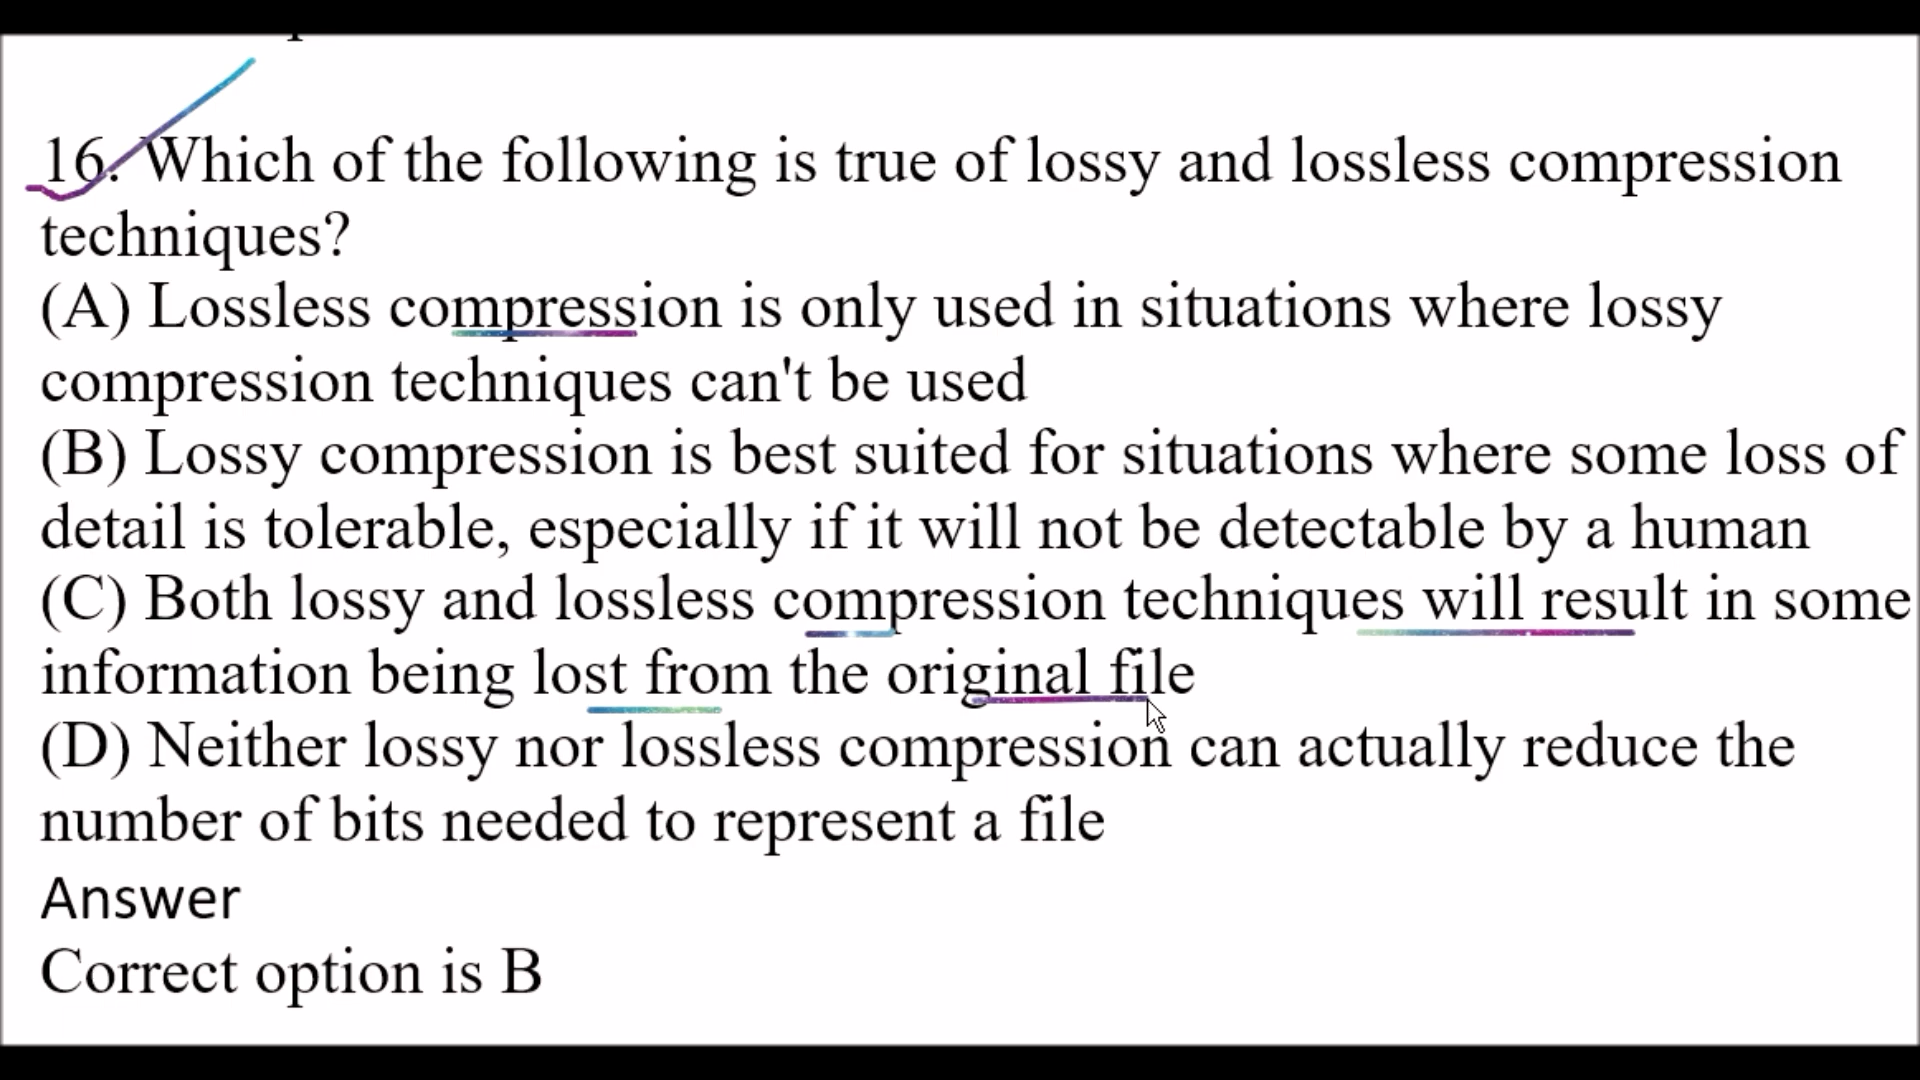 16. Which of the following is true of lossy and lossless compression
techniques?
(A) Lossless compression is only used in situations where lossy
compression techniques can't be used
(B) Lossy compression is best suited for situations where some loss of
detail is tolerable, especially if it will not be detectable by a human
(C) Both lossy and lossless compression techniques will result in some
information being lost from the original file
(D) Neither lossy nor lossless compression can actually reduce the
number of bits needed to represent a file
Answer
Correct option is B